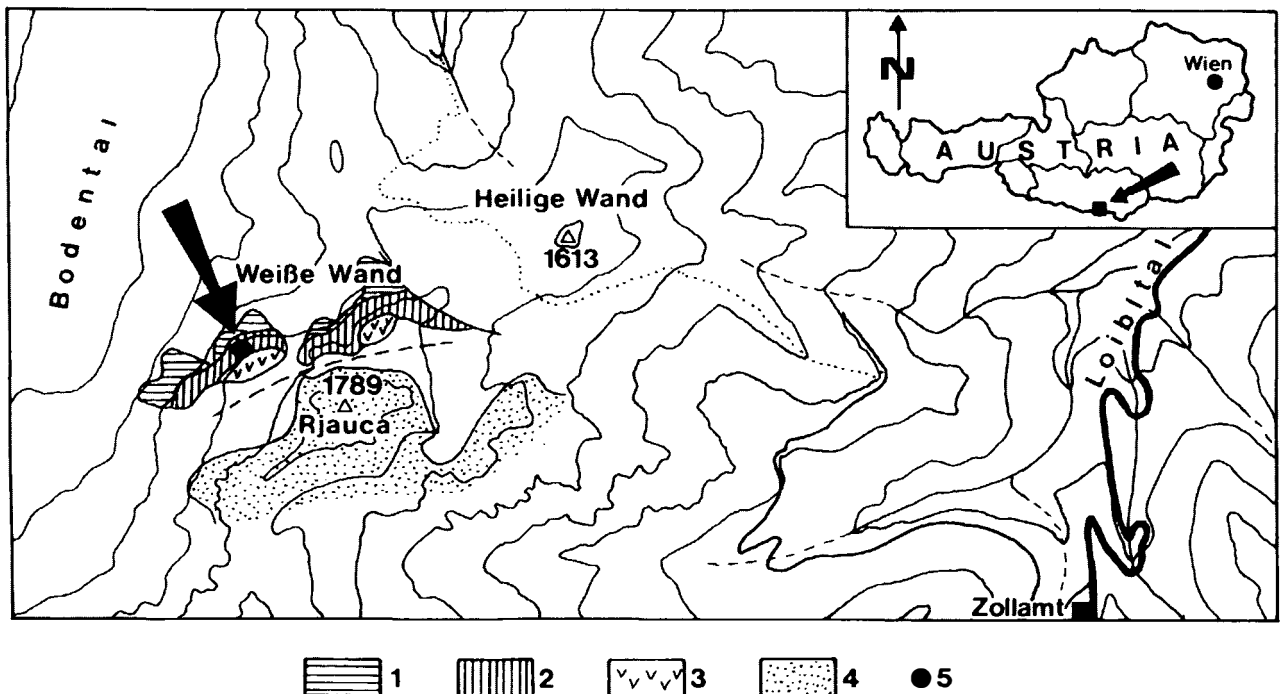 N
Wien
AUSTRIA
Bodental
Heilige Wand
1613
Weiße Wand
Loibltal
1789
Rjauca
Zollamt
1 2 3 4 5